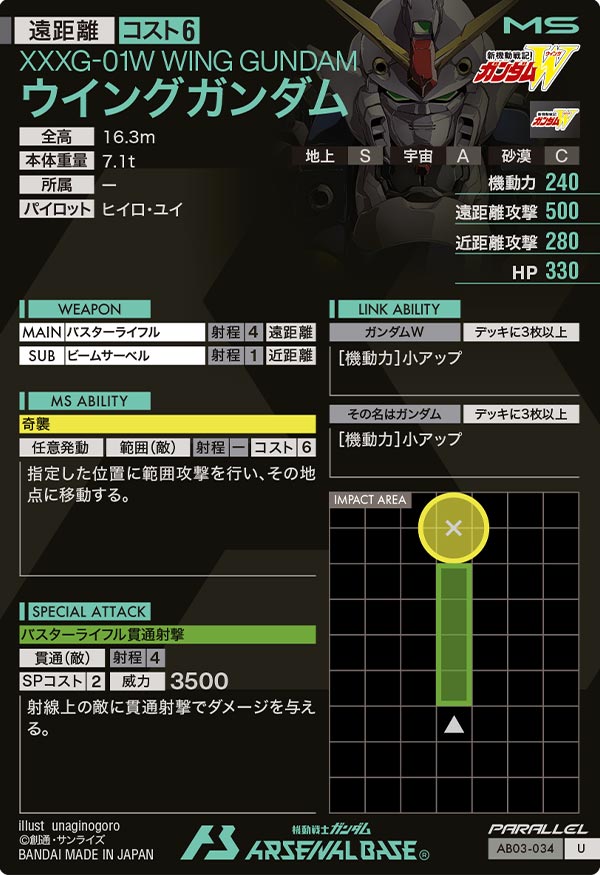 遠距離 コスト6 MS
XXXG-01W WING GUNDAM
ウイングガンダム
新機動戦記
ガンダムW
ウイング
新機動戦記
ガンダムW
全高 16.3m
本体重量 7.1t
所属 ー
パイロット ヒイロ・ユイ
地上 S 宇宙 A 砂漠 C
機動力 240
遠距離攻撃 500
近距離攻撃 280
HP 330
WEAPON
MAIN バスターライフル 射程 4 遠距離
SUB ビームサーベル 射程 1 近距離
MS ABILITY
奇襲
任意発動 範囲(敵) 射程 ー コスト 6
指定した位置に範囲攻撃を行い、その地
点に移動する。
SPECIAL ATTACK
バスターライフル貫通射撃
貫通(敵) 射程 4
SPコスト 2 威力 3500
射線上の敵に貫通射撃でダメージを与え
る。
LINK ABILITY
ガンダムW デッキに3枚以上
[機動力]小アップ
その名はガンダム デッキに3枚以上
[機動力]小アップ
IMPACT AREA
illust unaginogoro
©創通・サンライズ
BANDAI MADE IN JAPAN
機動戦士ガンダム
ARSENAL BASE®
PARALLEL
AB03-034 U